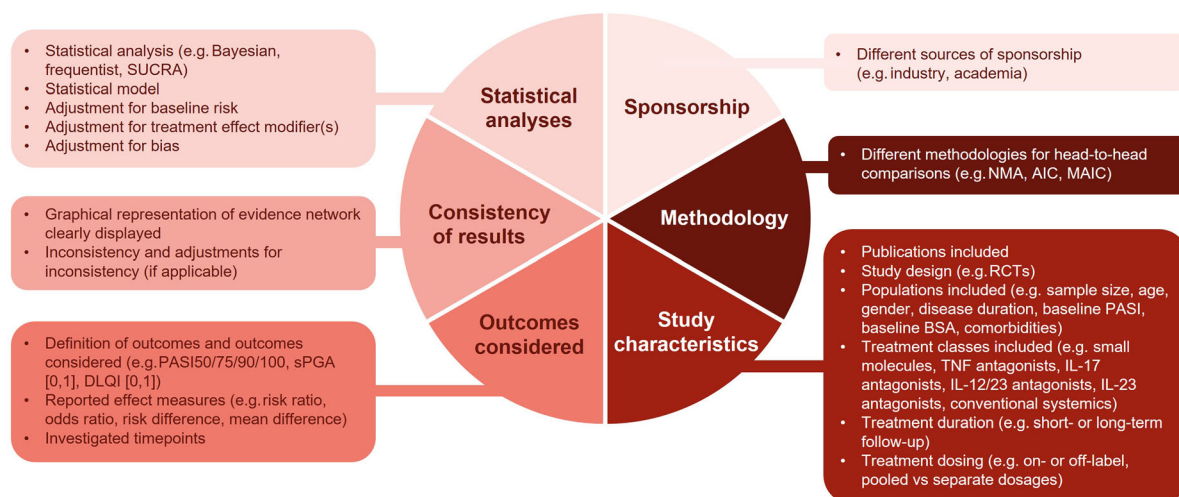 • Statistical analysis (e.g. Bayesian,
frequentist, SUCRA)
• Statistical model
• Adjustment for baseline risk
• Adjustment for treatment effect modifier(s)
• Adjustment for bias
• Graphical representation of evidence network
clearly displayed
• Inconsistency and adjustments for
inconsistency (if applicable)
• Definition of outcomes and outcomes
considered (e.g. PASI50/75/90/100, sPGA
[0,1], DLQI [0,1])
• Reported effect measures (e.g. risk ratio,
odds ratio, risk difference, mean difference)
• Investigated timepoints
Statistical
analyses
Sponsorship
Consistency
of results
Methodology
Outcomes
considered
Study
characteristics
• Different sources of sponsorship
(e.g. industry, academia)
• Different methodologies for head-to-head
comparisons (e.g. NMA, AIC, MAIC)
• Publications included
• Study design (e.g. RCTs)
• Populations included (e.g. sample size, age,
gender, disease duration, baseline PASI,
baseline BSA, comorbidities)
• Treatment classes included (e.g. small
molecules, TNF antagonists, IL-17
antagonists, IL-12/23 antagonists, IL-23
antagonists, conventional systemics)
• Treatment duration (e.g. short- or long-term
follow-up)
• Treatment dosing (e.g. on- or off-label,
pooled vs separate dosages)